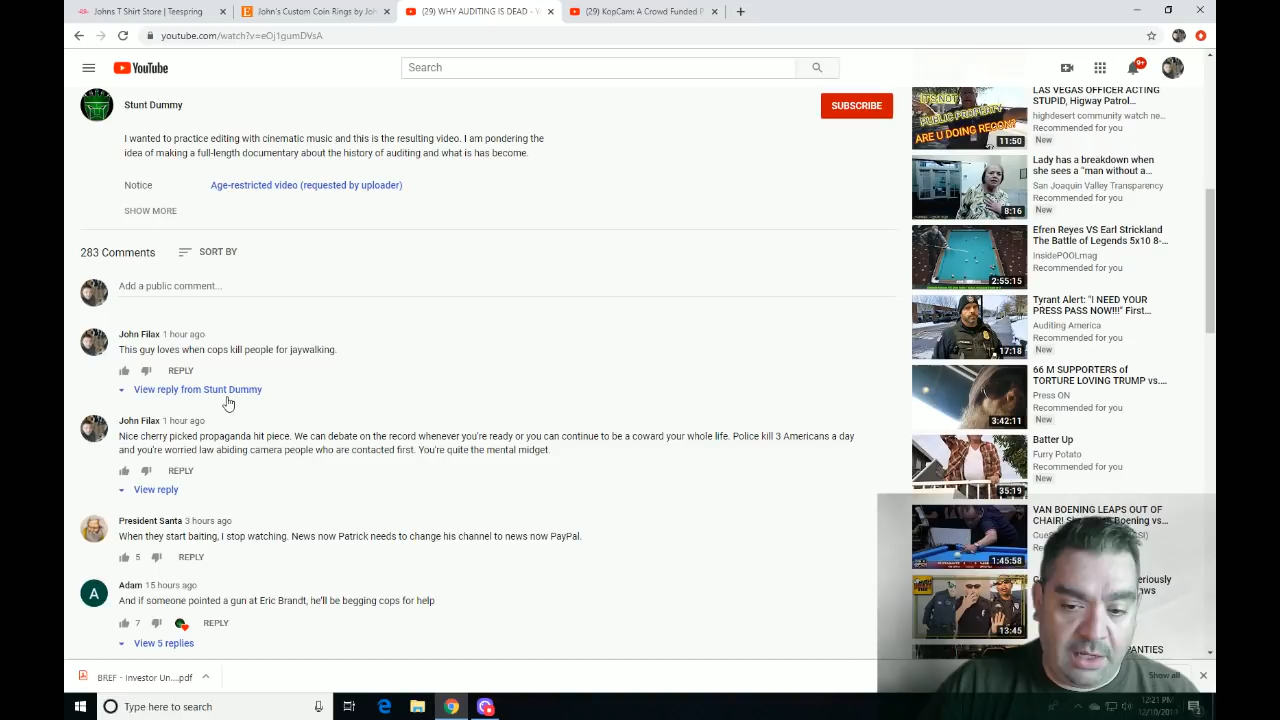 Johns T Shirt Store | Teespring
John's Custom Coin Rings by Joh
(29) WHY AUDITING IS DEAD - Y
(29) KopCam: A Crowd Funded P
youtube.com/watch?v=eOj1gumDVsA
YouTube
Search
9+
Stunt Dummy
SUBSCRIBE
I wanted to practice editing with cinematic music and this is the resulting video. I am pondering the
idea of making a full-length documentary about the history of auditing and what is has become.
Notice
Age-restricted video (requested by uploader)
SHOW MORE
283 Comments
SORT BY
Add a public comment...
John Filax 1 hour ago
This guy loves when cops kill people for jaywalking.
REPLY
View reply from Stunt Dummy
John Filax 1 hour ago
Nice cherry picked propaganda hit piece. We can debate on the record whenever you're ready or you can continue to be a coward your whole life. Police kill 3 Americans a day
and you're worried law abiding camera people who are contacted first. You're quite the mental midget.
REPLY
View reply
President Santa 3 hours ago
When they start baiting. I stop watching. News now Patrick needs to change his channel to news now PayPal.
5 REPLY
Adam 15 hours ago
And if someone pointed a gun at Eric Brandt, he'll be begging cops for help
7 REPLY
View 5 replies
IT'S NOT
PUBLIC PROPERTY
ARE U DOING RECON?
11:50
LAS VEGAS OFFICER ACTING
STUPID, Higway Patrol...
highdesert community watch ne...
Recommended for you
New
8:16
Lady has a breakdown when
she sees a "man without a...
San Joaquin Valley Transparency
Recommended for you
New
2:55:15
Efren Reyes VS Earl Strickland
The Battle of Legends 5x10 8-...
InsidePOOLmag
Recommended for you
17:18
Tyrant Alert: "I NEED YOUR
PRESS PASS NOW!!!" First...
Auditing America
Recommended for you
New
3:42:11
66 M SUPPORTERS of
TORTURE LOVING TRUMP vs....
Press ON
Recommended for you
New
35:19
Batter Up
Furry Potato
Recommended for you
New
1:45:58
VAN BOENING LEAPS OUT OF
CHAIR!
Boening vs...
13:45
BREF - Investor Un....pdf
Show all
Type here to search
12:21 PM